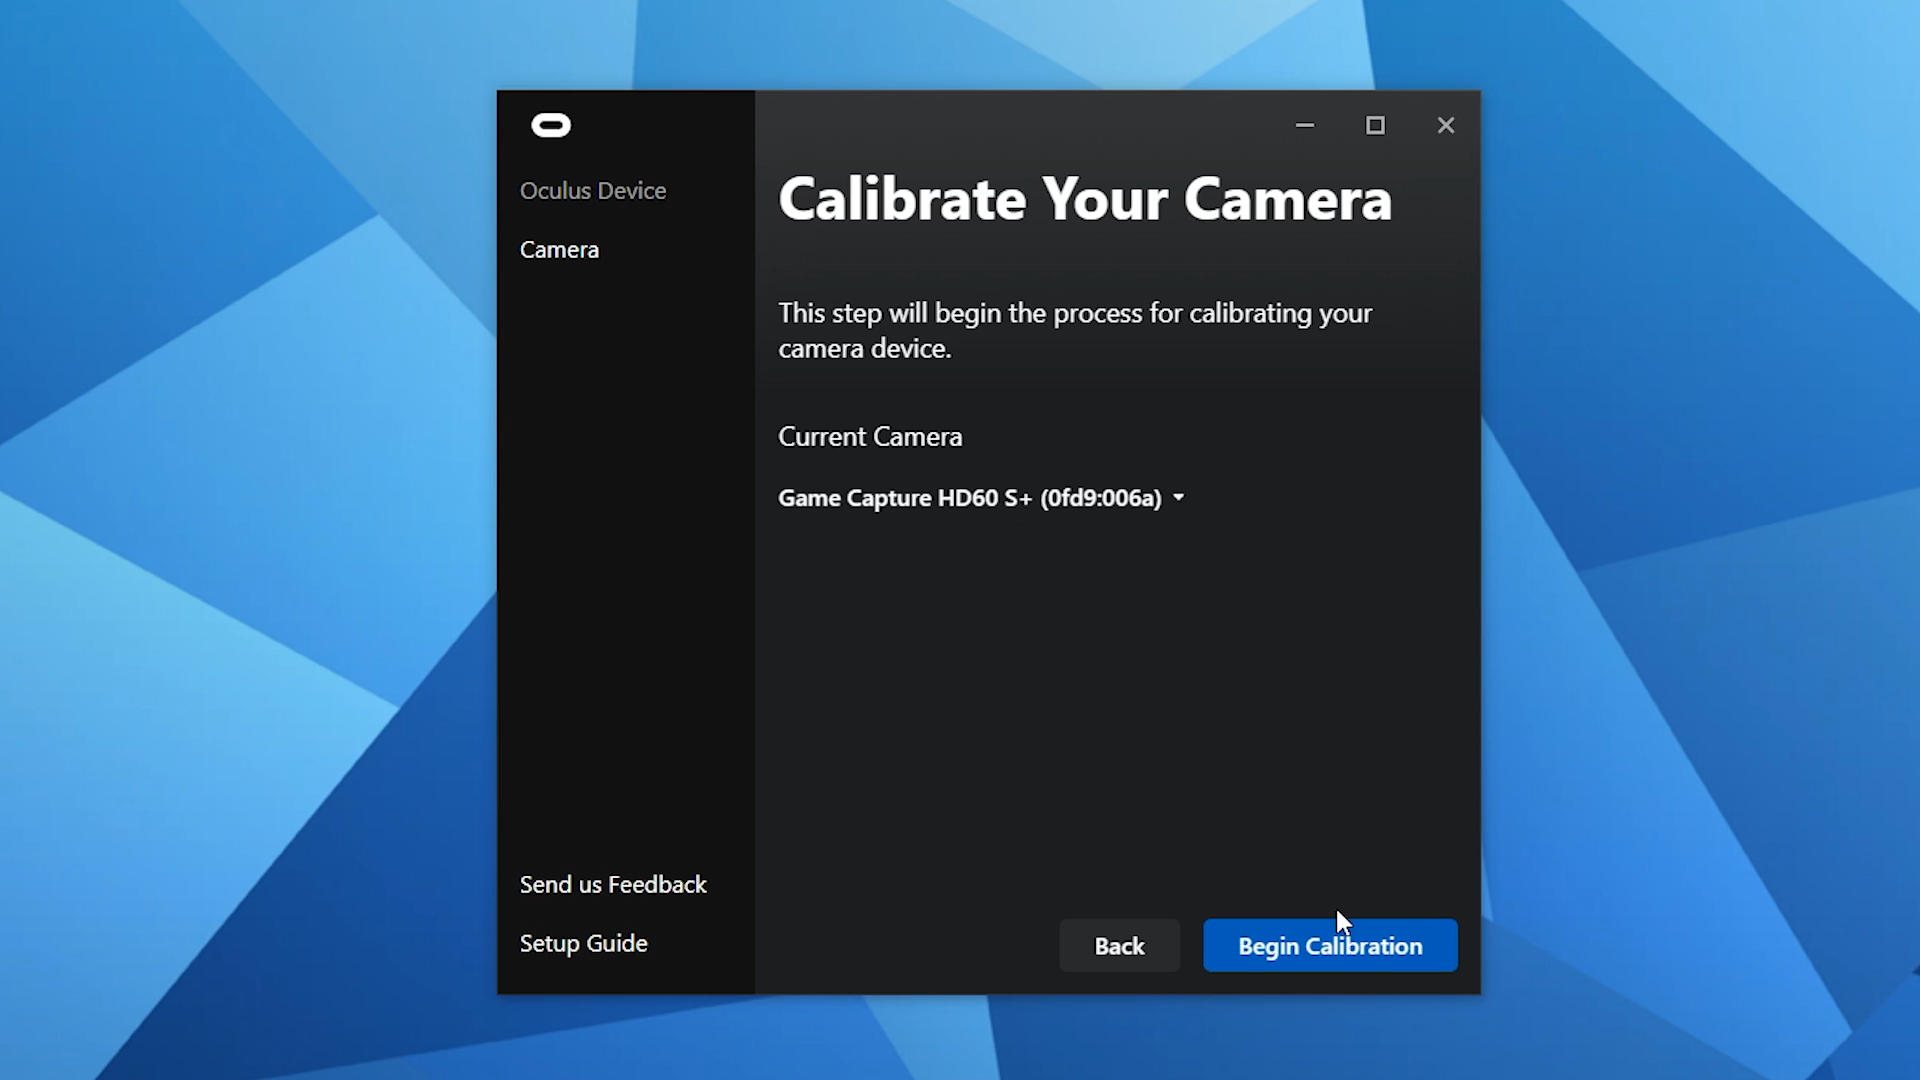 Oculus Device
Camera
Calibrate Your Camera
This step will begin the process for calibrating your
camera device.
Current Camera
Game Capture HD60 S+ (0fd9:006a)
Send us Feedback
Setup Guide
Back
Begin Calibration